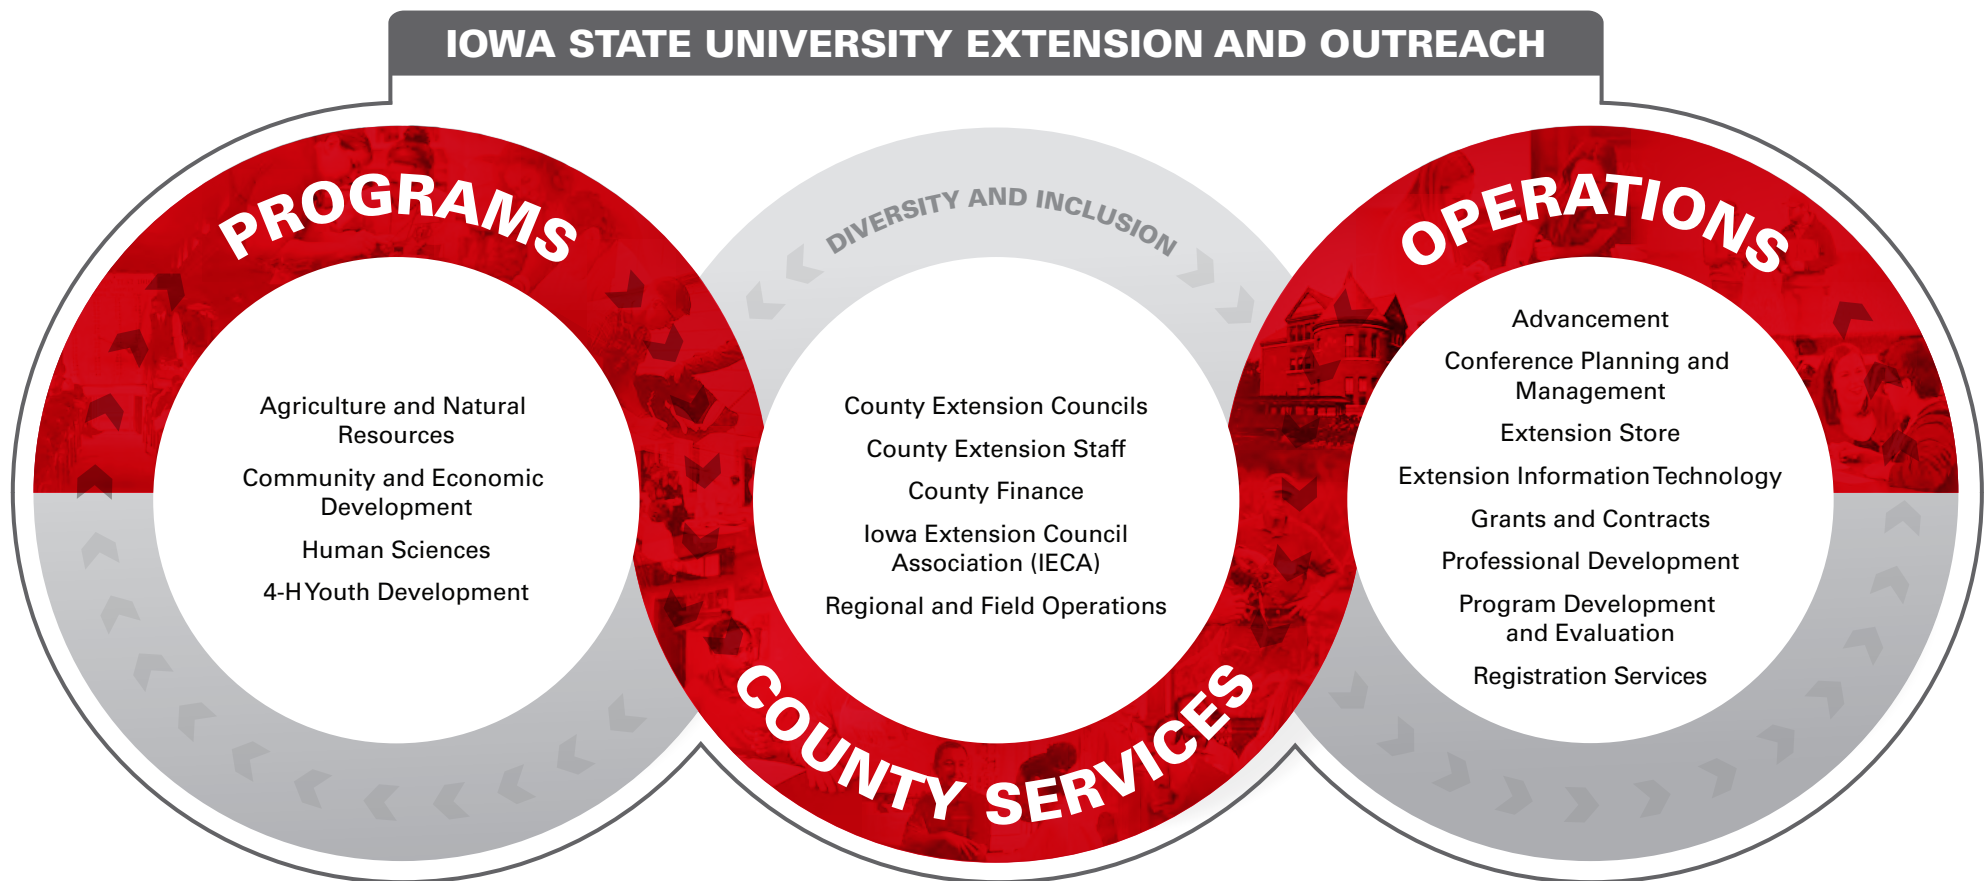 IOWA STATE UNIVERSITY EXTENSION AND OUTREACH
PROGRAMS
Agriculture and Natural
Resources
Community and Economic
Development
Human Sciences
4-H Youth Development
DIVERSITY AND INCLUSION
County Extension Councils
County Extension Staff
County Finance
Iowa Extension Council
Association (IECA)
Regional and Field Operations
COUNTY SERVICES
OPERATIONS
Advancement
Conference Planning and
Management
Extension Store
Extension Information Technology
Grants and Contracts
Professional Development
Program Development
and Evaluation
Registration Services